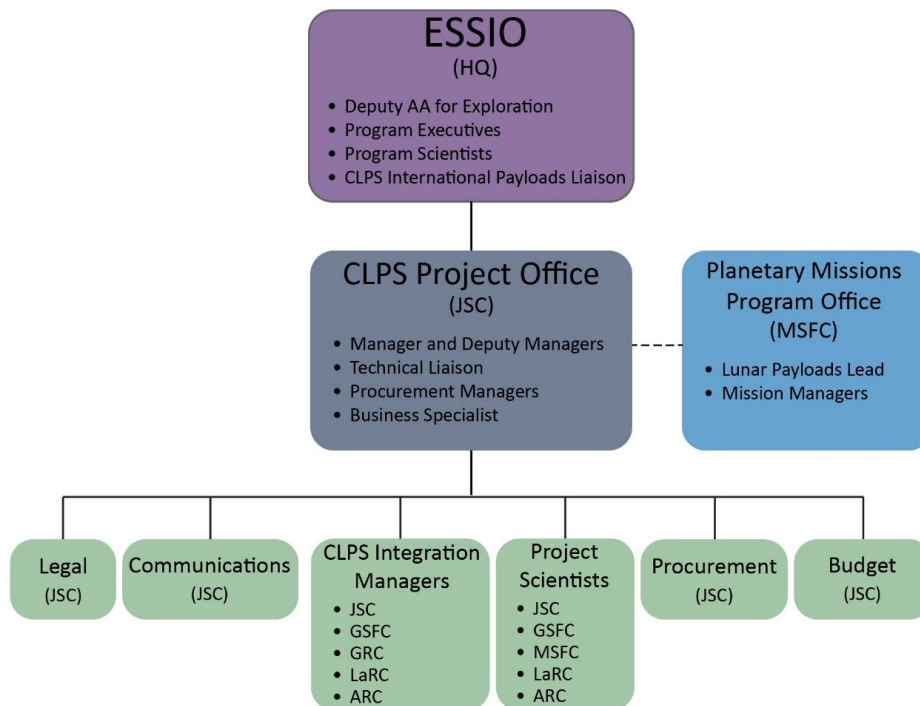 ESSIO
(HQ)
• Deputy AA for Exploration
• Program Executives
• Program Scientists
• CLPS International Payloads Liaison
CLPS Project Office
(JSC)
• Manager and Deputy Managers
• Technical Liaison
• Procurement Managers
• Business Specialist
Planetary Missions
Program Office
(MSFC)
• Lunar Payloads Lead
• Mission Managers
Legal
(JSC)
Communications
(JSC)
CLPS Integration
Managers
• JSC
• GSFC
• GRC
• LaRC
• ARC
Project
Scientists
• JSC
• GSFC
• MSFC
• LaRC
• ARC
Procurement
(JSC)
Budget
(JSC)